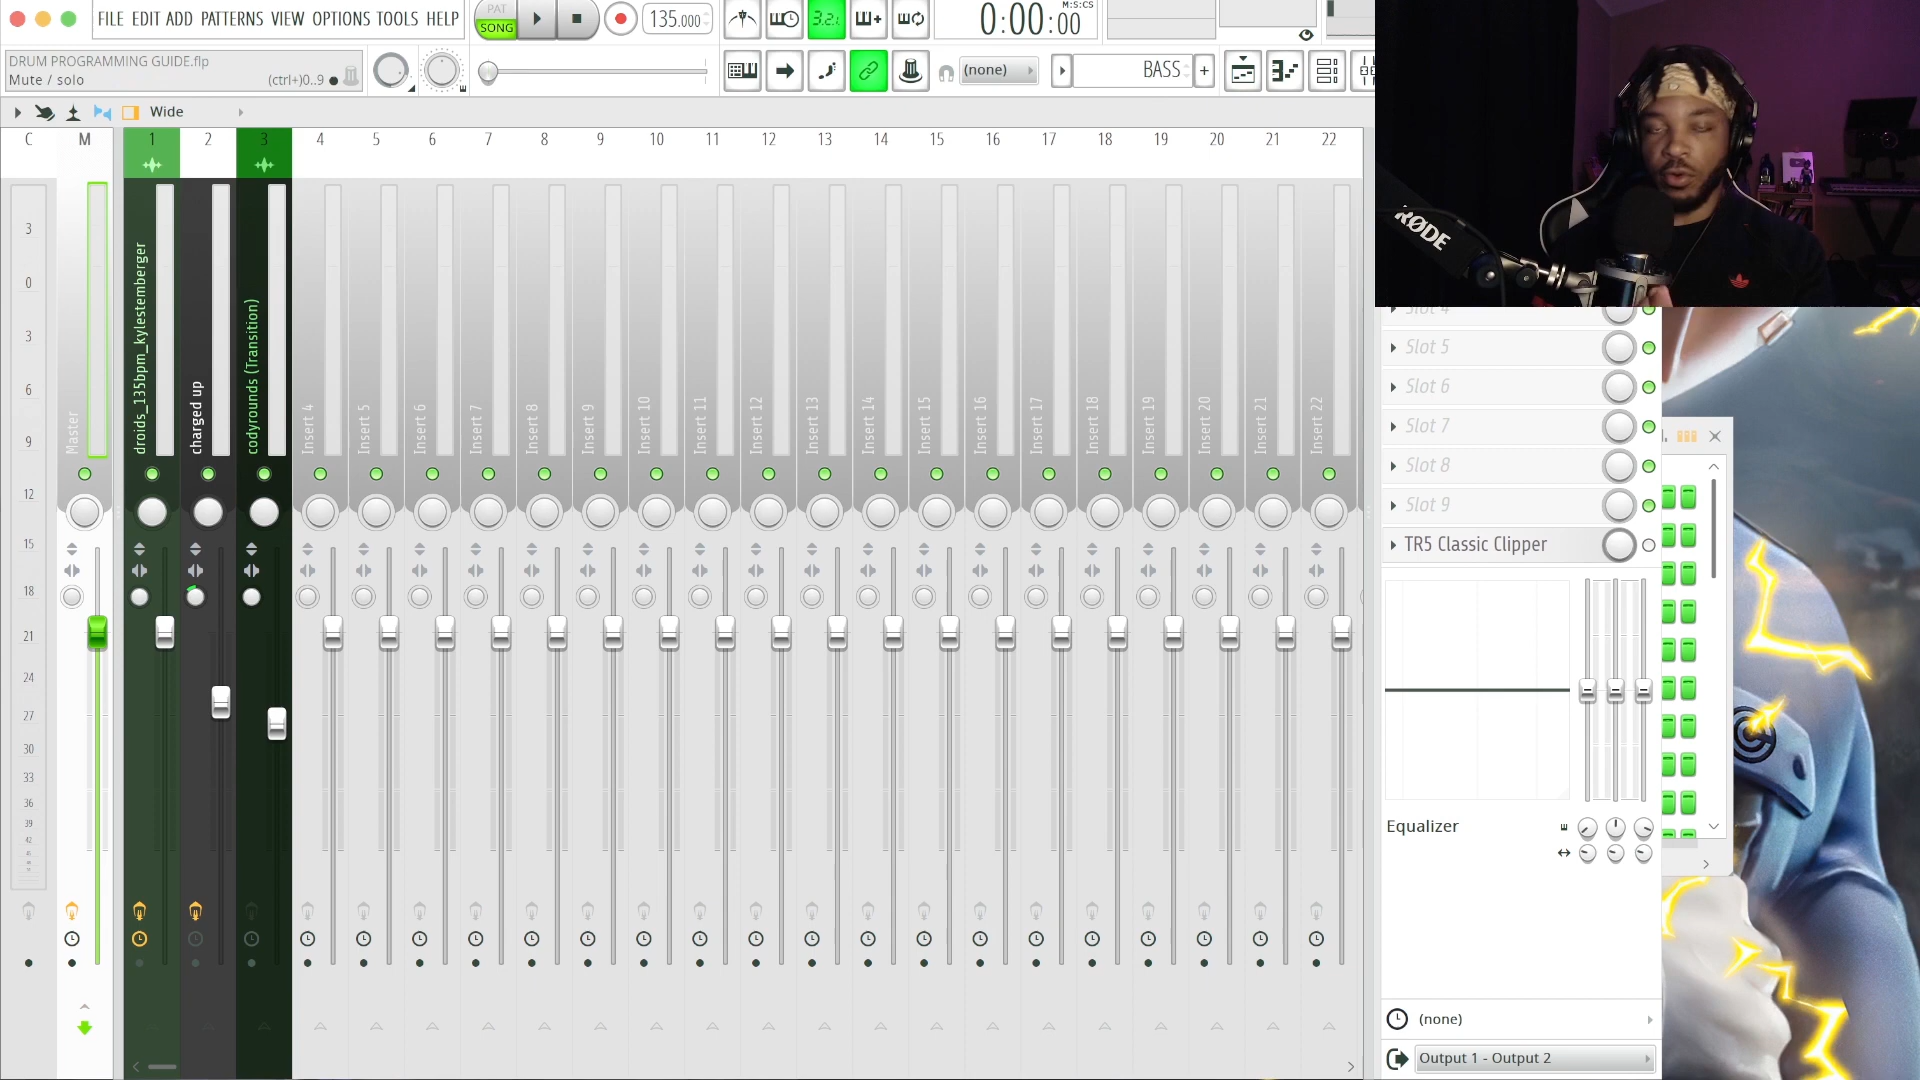 FILE EDIT ADD PATTERNS VIEW OPTIONS TOOLS HELP
PAT
SONG
135.000
3.2.
0:00:00
M:S:CS
DRUM PROGRAMMING GUIDE.flp
Mute / solo
(ctrl+)0..9
(none)
BASS
Wide
C M 1 2 3 4 5 6 7 8 9 10 11 12 13 14 15 16 17 18 19 20 21 22
3
0
3
6
9
12
15
18
21
24
27
30
33
36
39
42
Master
droids_135bpm_kylestemberger
charged up
codyrounds (Transition)
Insert 4
Insert 5
Insert 6
Insert 7
Insert 8
Insert 9
Insert 10
Insert 11
Insert 12
Insert 13
Insert 14
Insert 15
Insert 16
Insert 17
Insert 18
Insert 19
Insert 20
Insert 21
Insert 22
RØDE
Slot 4
Slot 5
Slot 6
Slot 7
Slot 8
Slot 9
TR5 Classic Clipper
Equalizer
(none)
Output 1 - Output 2